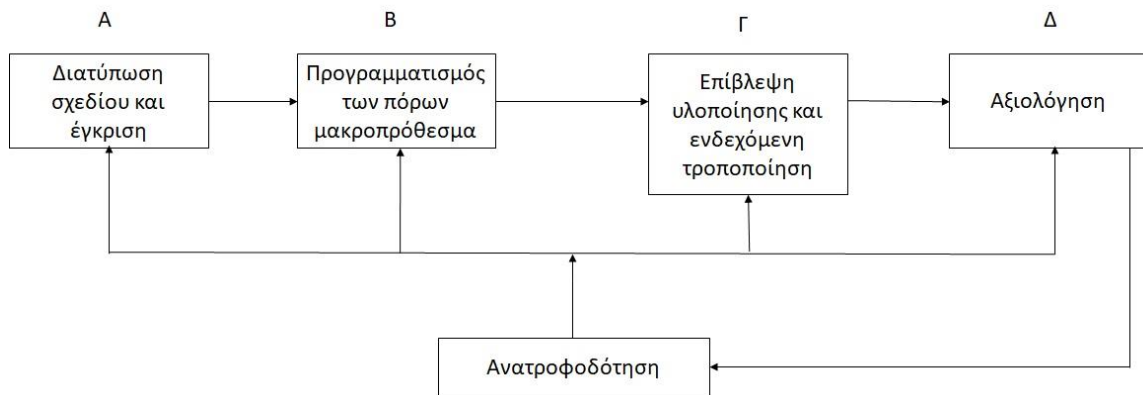 Α Β Γ Δ
Διατύπωση
σχεδίου και
έγκριση
Προγραμματισμός
των πόρων
μακροπρόθεσμα
Επίβλεψη
υλοποίησης και
ενδεχόμενη
τροποποίηση
Αξιολόγηση
Ανατροφοδότηση